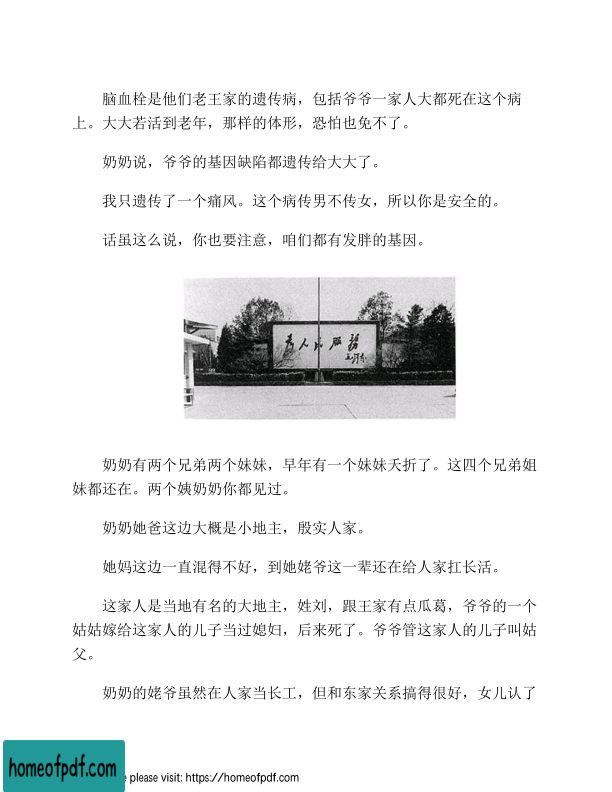 脑血栓是他们老王家的遗传病，包括爷爷一家人大都死在这个病
上。大大若活到老年，那样的体形，恐怕也免不了。
奶奶说，爷爷的基因缺陷都遗传给大大了。
我只遗传了一个痛风。这个病传男不传女，所以你是安全的。
话虽这么说，你也要注意，咱们都有发胖的基因。
为人民服务
毛泽东
奶奶有两个兄弟两个妹妹，早年有一个妹妹夭折了。这四个兄弟姐
妹都还在。两个姨奶奶你都见过。
奶奶她爸这边大概是小地主，殷实人家。
她妈这边一直混得不好，到她姥爷这一辈还在给人家扛长活。
这家人是当地有名的大地主，姓刘，跟王家有点瓜葛，爷爷的一个
姑姑嫁给这家人的儿子当过媳妇，后来死了。爷爷管这家人的儿子叫姑
父。
奶奶的姥爷虽然在人家当长工，但和东家关系搞得很好，女儿认了
homeofpdf.com
e please visit: https://homeofpdf.com